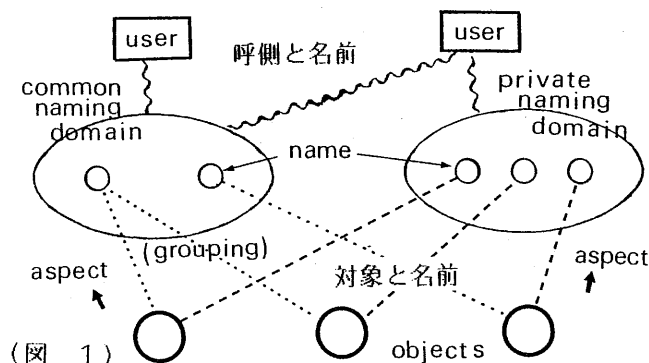 user
user
呼側と名前
common
naming
domain
private
naming
domain
name
(grouping)
aspect
対象と名前
aspect
(図 1)
objects